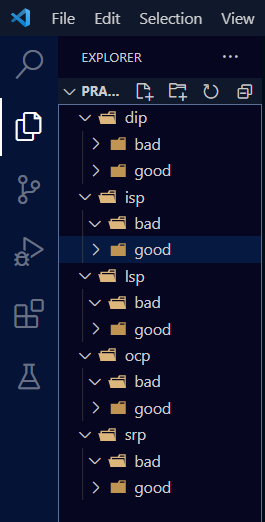 File Edit Selection View
EXPLORER ...
PRA...
dip
bad
good
isp
bad
good
lsp
bad
good
ocp
bad
good
srp
bad
good